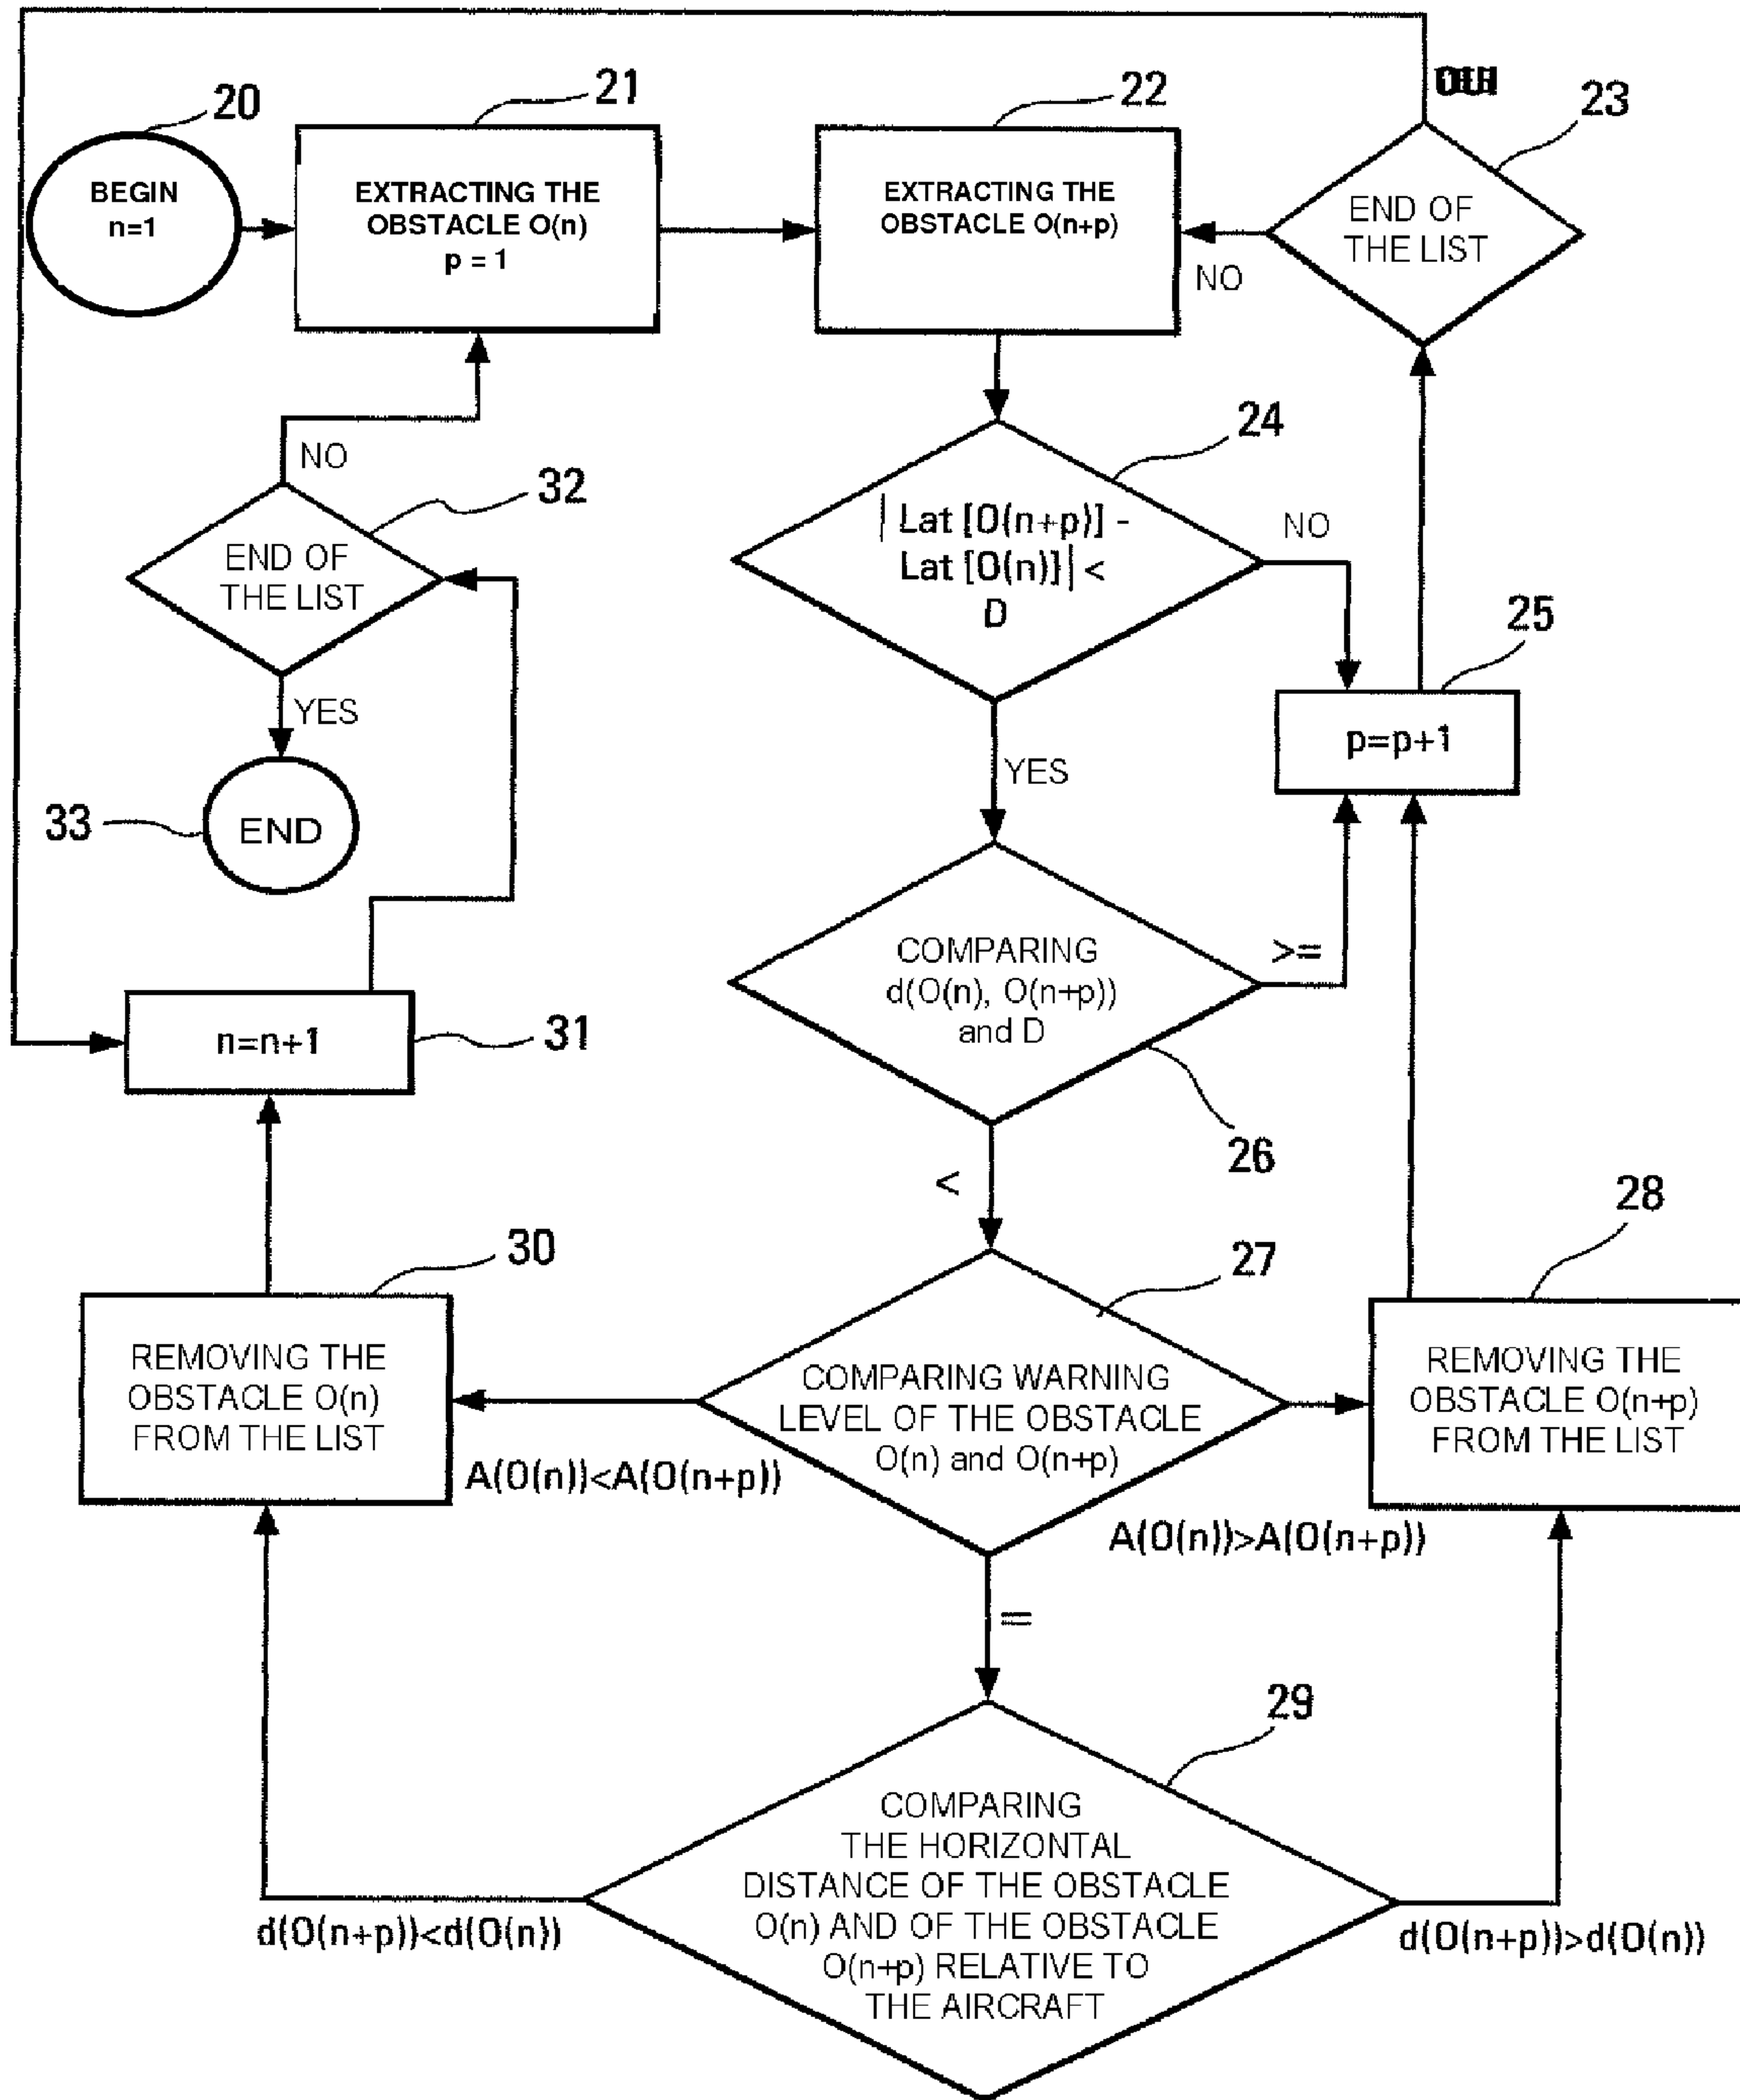 20
BEGIN
n=1
21
EXTRACTING THE
OBSTACLE O(n)
p = 1
22
EXTRACTING THE
OBSTACLE O(n+p)
23
END OF
THE LIST
NO
24
| Lat [O(n+p)] -
Lat [O(n)]| <
D
NO
YES
25
p=p+1
NO
32
END OF
THE LIST
YES
33
END
COMPARING
d(O(n), O(n+p))
and D
>=
26
<
n=n+1
31
30
REMOVING THE
OBSTACLE O(n)
FROM THE LIST
27
COMPARING WARNING
LEVEL OF THE OBSTACLE
O(n) and O(n+p)
28
REMOVING THE
OBSTACLE O(n+p)
FROM THE LIST
A(O(n))<A(O(n+p))
A(O(n))>A(O(n+p))
=
29
COMPARING
THE HORIZONTAL
DISTANCE OF THE OBSTACLE
O(n) AND OF THE OBSTACLE
O(n+p) RELATIVE TO
THE AIRCRAFT
d(O(n+p))<d(O(n))
d(O(n+p))>d(O(n))